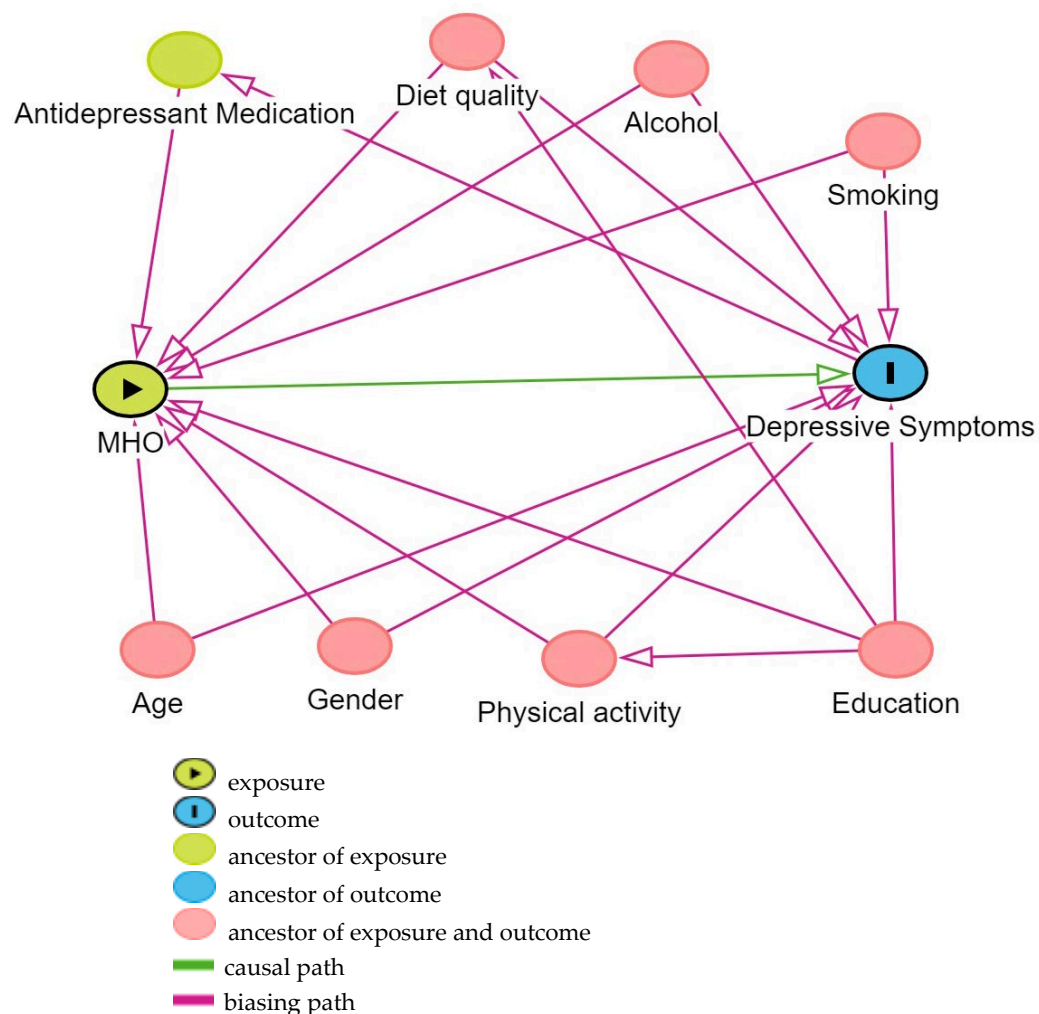 Antidepressant Medication
Diet quality
Alcohol
Smoking
MHO
Depressive Symptoms
Age
Gender
Physical activity
Education
exposure
outcome
ancestor of exposure
ancestor of outcome
ancestor of exposure and outcome
causal path
biasing path